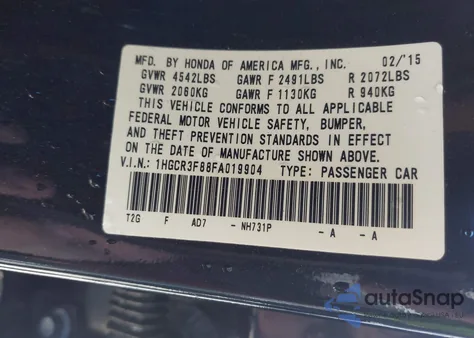 MFD. BY HONDA OF AMERICA MFG., INC. 02/'15
GVWR 4542LBS GAWR F 2491LBS R 2072LBS
GVWR 2060KG GAWR F 1130KG R 940KG
THIS VEHICLE CONFORMS TO ALL APPLICABLE
FEDERAL MOTOR VEHICLE SAFETY, BUMPER,
AND THEFT PREVENTION STANDARDS IN EFFECT
ON THE DATE OF MANUFACTURE SHOWN ABOVE.
V.I.N.: 1HGCR3F88FA019904 TYPE: PASSENGER CAR
T2G F AD7 - NH731P - A - A
autoSnap